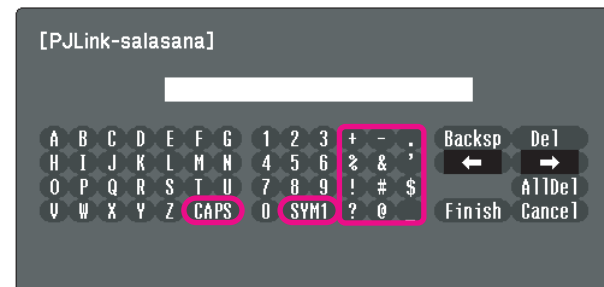 [PJLink-salasana]
A B C D E F G 1 2 3 + - . Backsp Del
H I J K L M N 4 5 6 % & ' ← →
O P Q R S T U 7 8 9 ! # $ AllDel
V W X Y Z CAPS 0 SYM1 ? @ _ Finish Cancel